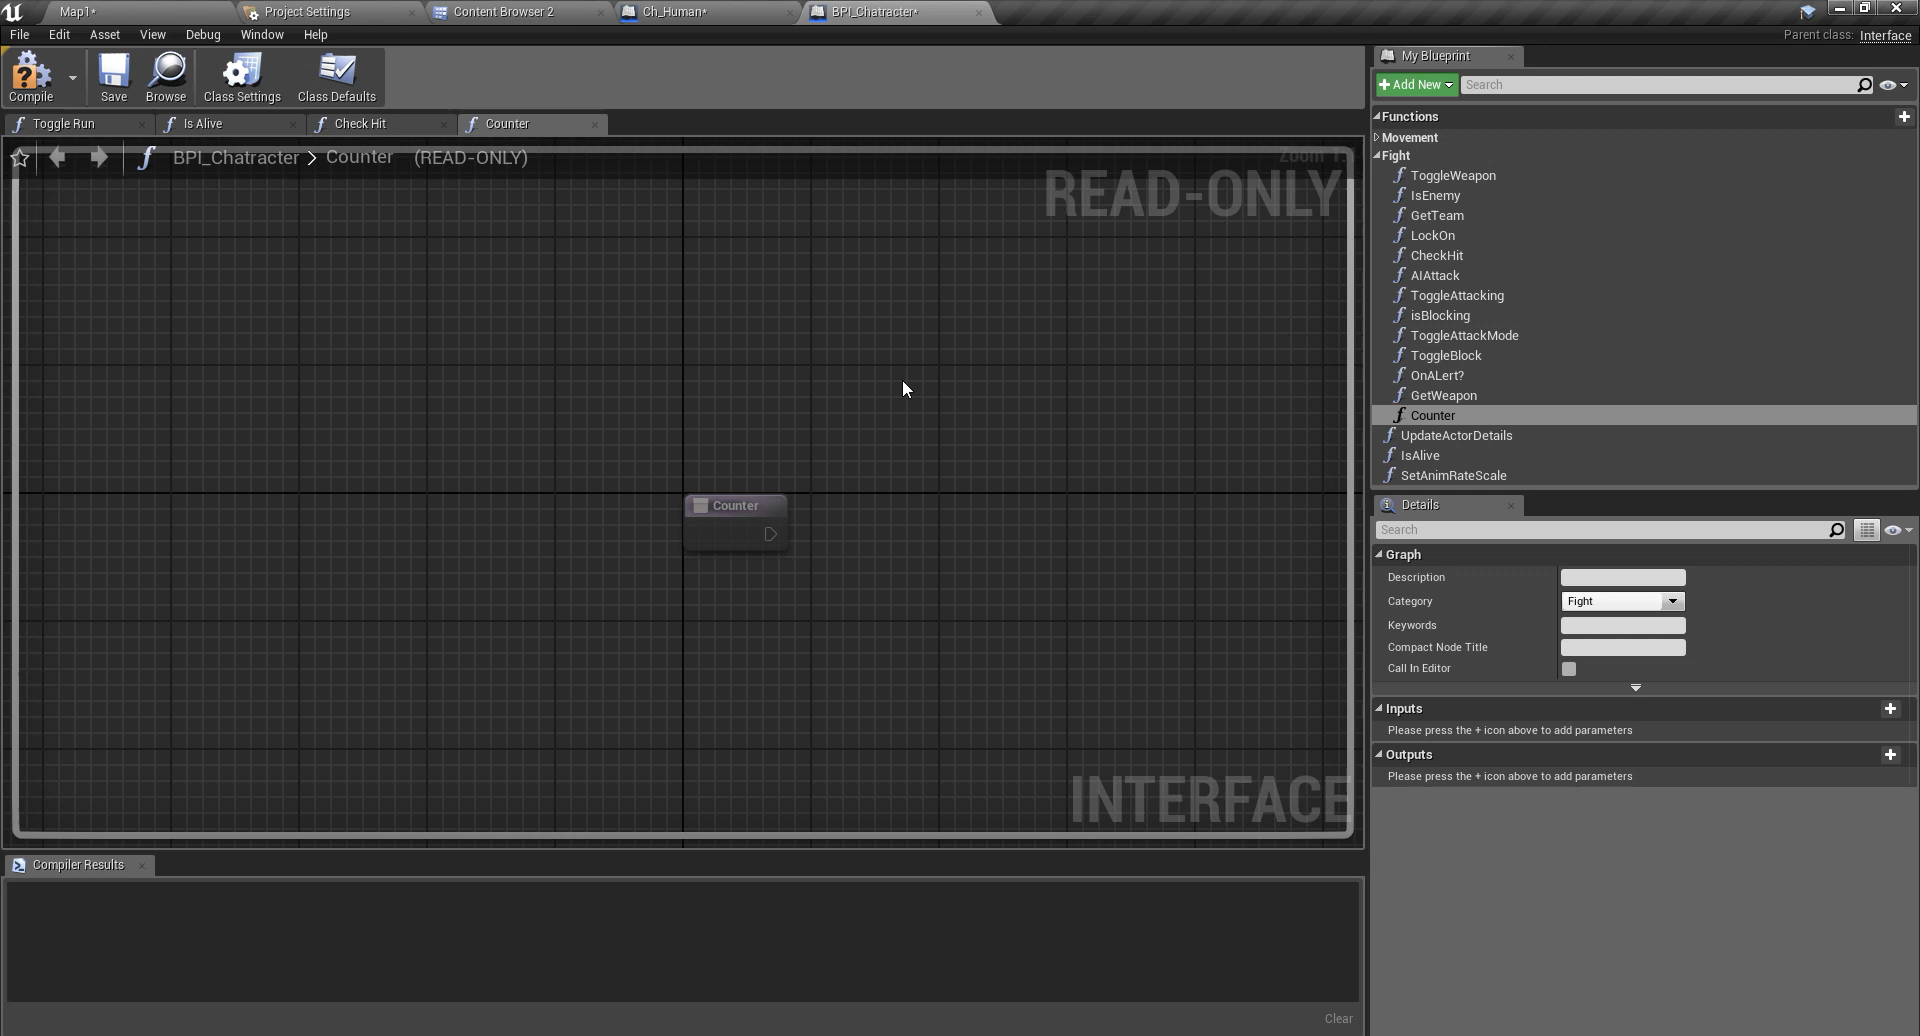 Map1*
Project Settings
Content Browser 2
Ch_Human*
BPI_Chatracter*
File Edit Asset View Debug Window Help
Parent class: Interface
Compile
Save
Browse
Class Settings
Class Defaults
Toggle Run
Is Alive
Check Hit
Counter
BPI_Chatracter > Counter (READ-ONLY)
READ-ONLY
Counter
INTERFACE
Compiler Results
Clear
My Blueprint
+ Add New
Search
Functions
Movement
Fight
ToggleWeapon
IsEnemy
GetTeam
LockOn
CheckHit
AIAttack
ToggleAttacking
isBlocking
ToggleAttackMode
ToggleBlock
OnALert?
GetWeapon
Counter
UpdateActorDetails
IsAlive
SetAnimRateScale
Details
Search
Graph
Description
Category Fight
Keywords
Compact Node Title
Call In Editor
Inputs
Please press the + icon above to add parameters
Outputs
Please press the + icon above to add parameters